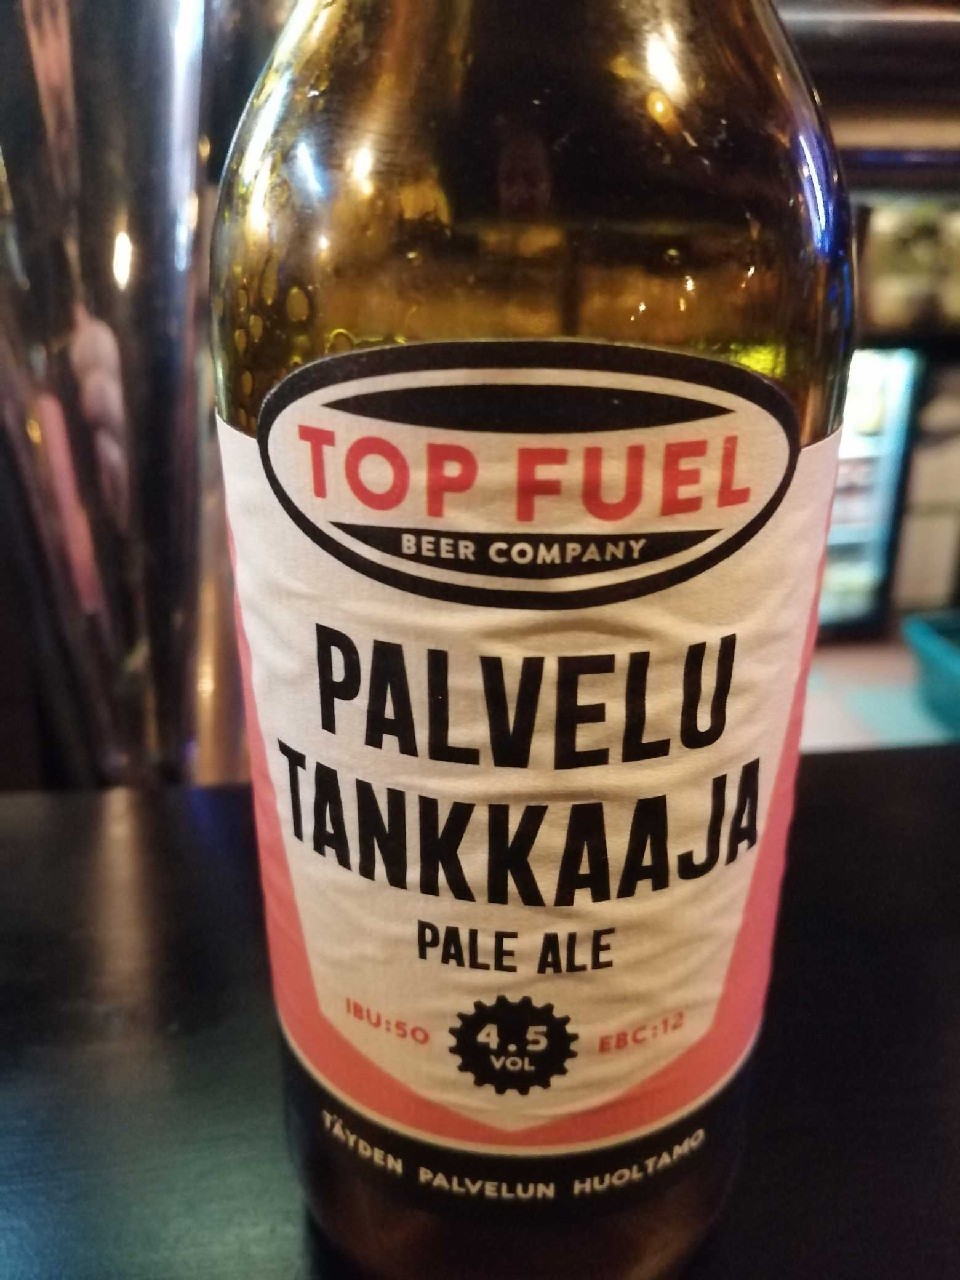 TOP FUEL
BEER COMPANY
PALVELU
TANKKAAJA
PALE ALE
IBU:50
4.5
VOL
EBC:12
TÄYDEN PALVELUN HUOLTAMO